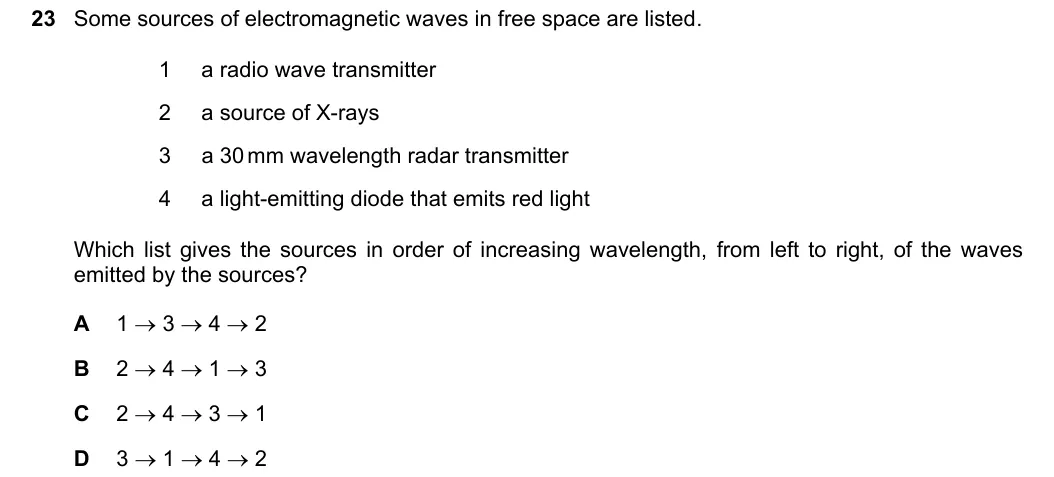 23 Some sources of electromagnetic waves in free space are listed.
1 a radio wave transmitter
2 a source of X-rays
3 a 30 mm wavelength radar transmitter
4 a light-emitting diode that emits red light
Which list gives the sources in order of increasing wavelength, from left to right, of the waves
emitted by the sources?
A 1 → 3 → 4 → 2
B 2 → 4 → 1 → 3
C 2 → 4 → 3 → 1
D 3 → 1 → 4 → 2